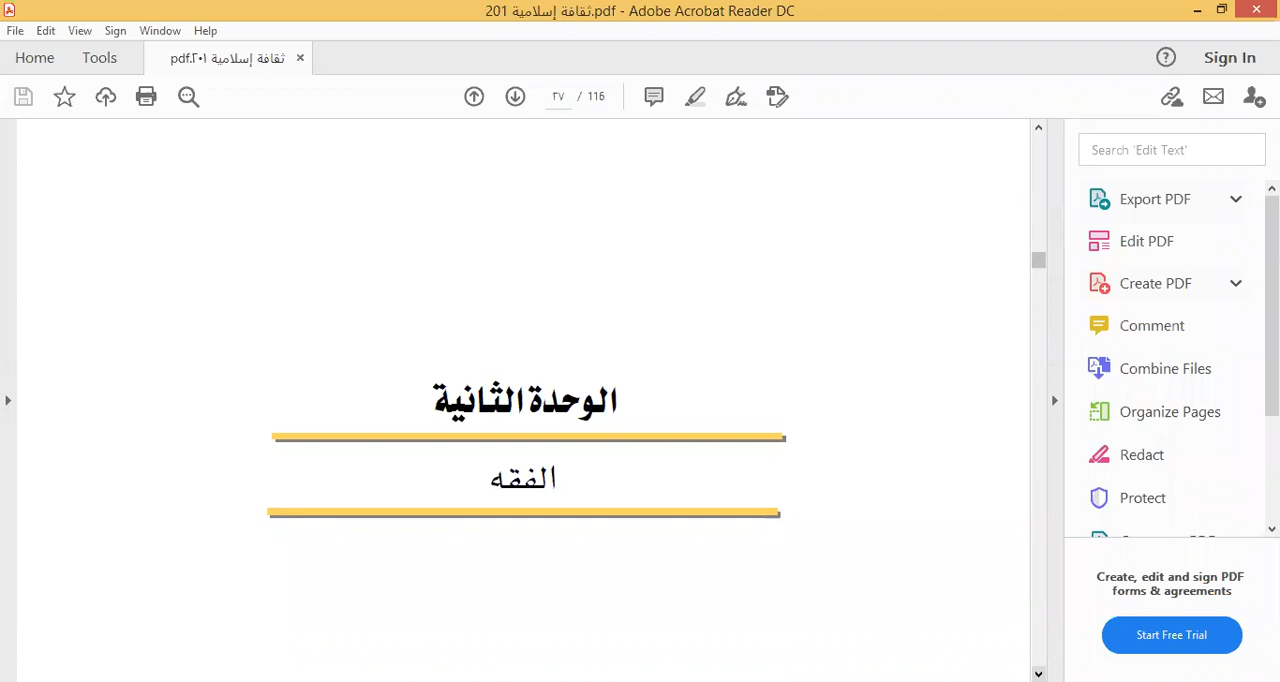 ثقافة إسلامية 201.pdf - Adobe Acrobat Reader DC
File Edit View Sign Window Help
Home Tools ثقافة إسلامية ٢٠١.pdf × ? Sign In
٣٧ / 116
Search 'Edit Text'
Export PDF
Edit PDF
Create PDF
Comment
Combine Files
Organize Pages
Redact
Protect
الوحدة الثانية
الفقه
Create, edit and sign PDF
forms & agreements
Start Free Trial